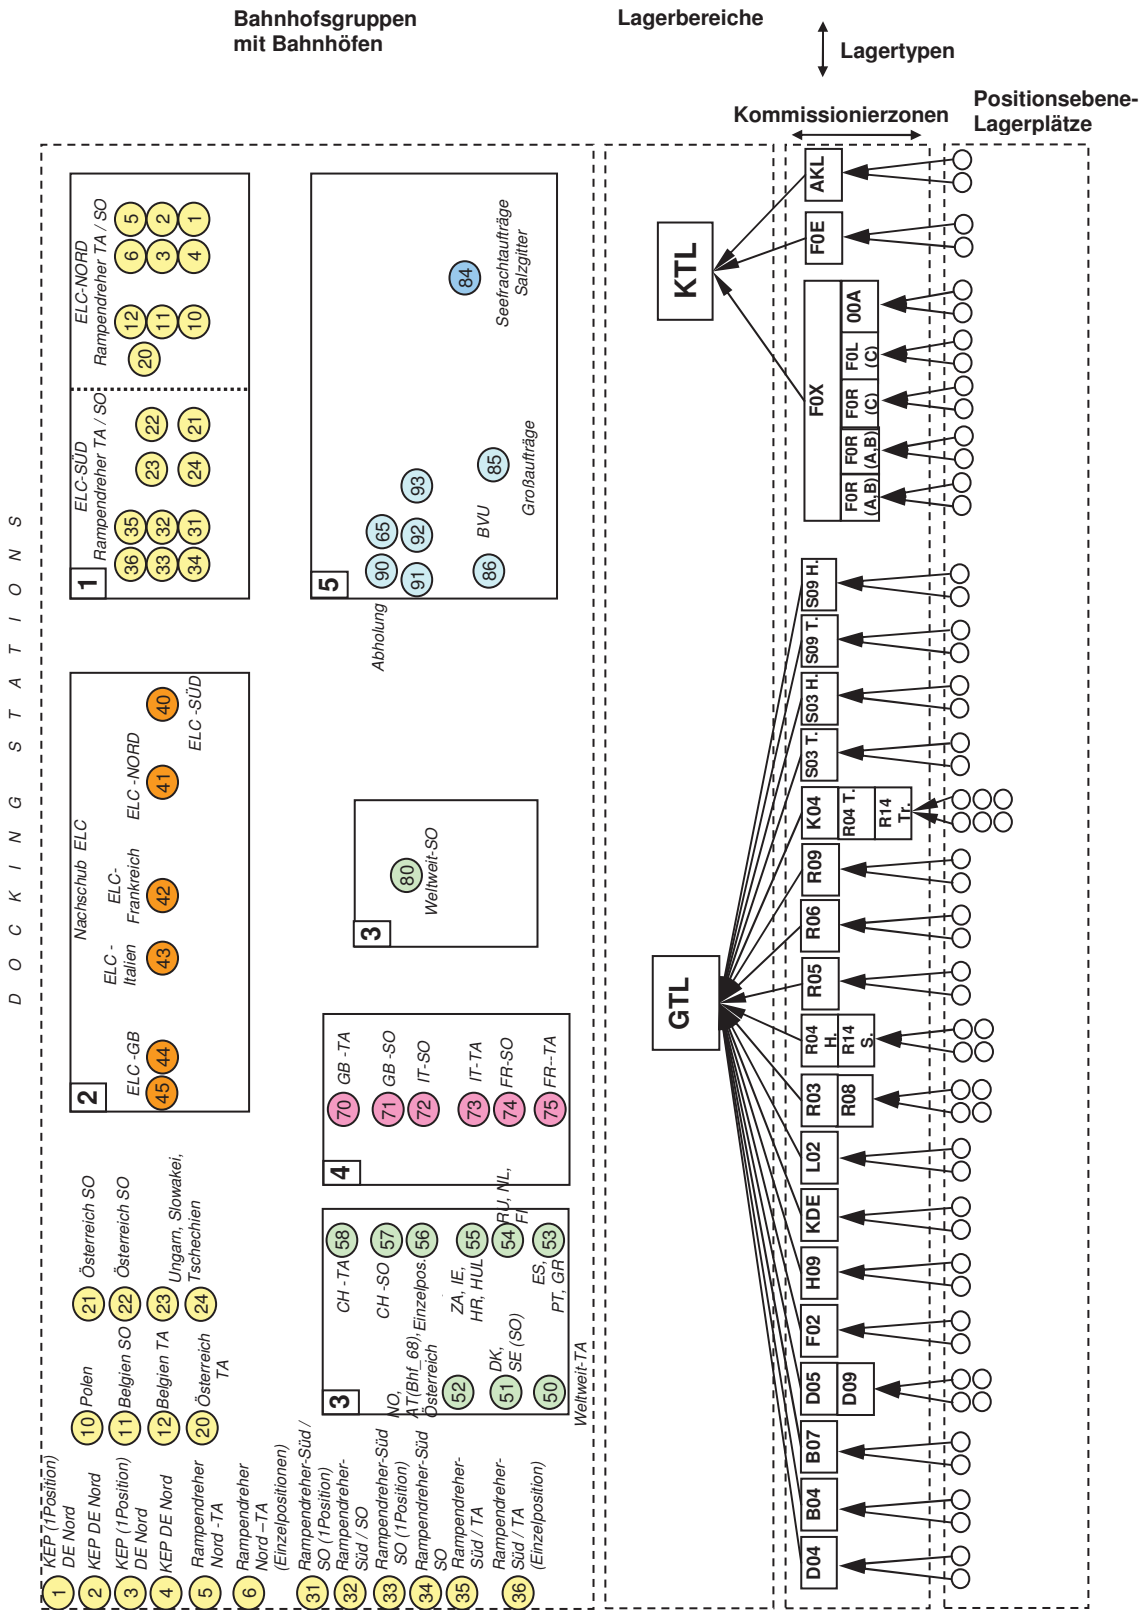 Bahnhofsgruppen
mit Bahnhöfen
Lagerbereiche
Lagertypen
Kommissionierzonen
Positionsebene-
Lagerplätze
DOCKING STATIONS
1
ELC-SÜD
Rampendreher TA / SO
36
35
33
32
34
31
23
22
24
21
ELC-NORD
Rampendreher TA / SO
20
12
11
10
6
5
3
2
4
1
2
Nachschub ELC
ELC -GB
45
44
ELC-
Italien
43
ELC-
Frankreich
42
ELC -NORD
41
40
ELC -SÜD
5
Abholung
90
65
91
92
93
86
BVU
85
Großaufträge
84
Seefrachtaufträge
Salzgitter
3
80
Weltweit-SO
4
70
GB -TA
71
GB -SO
72
IT-SO
73
IT-TA
74
FR-SO
75
FR--TA
3
CH -TA
58
CH -SO
57
NO,
AT(Bhf_68), Einzelpos.
Österreich
56
52
ZA, IE,
HR, HUL
55
51
DK,
SE (SO)
54
RU, NL,
FI
50
Weltweit-TA
ES,
PT, GR
53
1
KEP (1Position)
DE Nord
2
KEP DE Nord
3
KEP (1Position)
DE Nord
4
KEP DE Nord
5
Rampendreher
Nord -TA
6
Rampendreher
Nord –TA
(Einzelpositionen)
31
Rampendreher-Süd /
SO (1Position)
32
Rampendreher-
Süd / SO
33
Rampendreher-Süd
SO (1Position)
34
Rampendreher-Süd
SO
35
Rampendreher-
Süd / TA
36
Rampendreher-
Süd / TA
(Einzelposition)
10
Polen
11
Belgien SO
12
Belgien TA
20
Österreich
TA
21
Österreich SO
22
Österreich SO
23
Ungarn, Slowakei,
Tschechien
24
KTL
GTL
AKL
F0E
F0X
00A
F0L
(C)
F0R
(C)
F0R
(A,B)
F0R
(A,B)
S09 H.
S09 T.
S03 H.
S03 T.
K04
R04 T.
R14
Tr.
R09
R06
R05
R04
H.
R14
S.
R03
R08
L02
KDE
H09
F02
D05
D09
B07
B04
D04